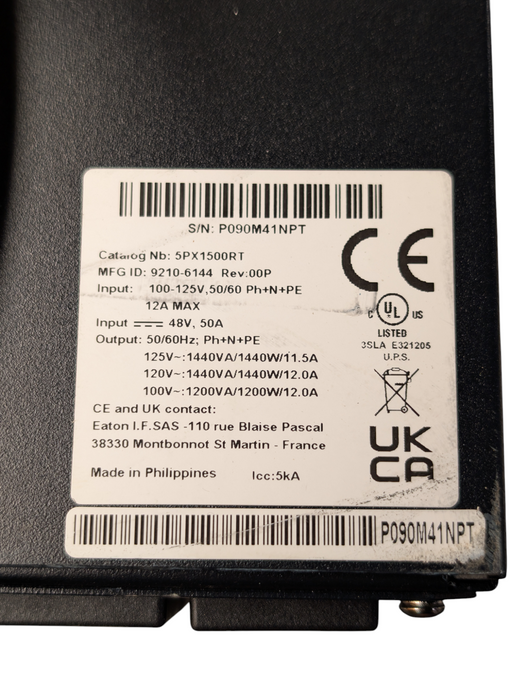 S/N: P090M41NPT
Catalog Nb: 5PX1500RT
MFG ID: 9210-6144 Rev:00P
Input: 100-125V,50/60 Ph+N+PE
12A MAX
Input ⎓ 48V, 50A
Output: 50/60Hz; Ph+N+PE
125V~:1440VA/1440W/11.5A
120V~:1440VA/1440W/12.0A
100V~:1200VA/1200W/12.0A
CE and UK contact:
Eaton I.F.SAS -110 rue Blaise Pascal
38330 Montbonnot St Martin - France
Made in Philippines Icc:5kA
CE
C UL US
LISTED
3SLA E321205
U.P.S.
UK
CA
P090M41NPT